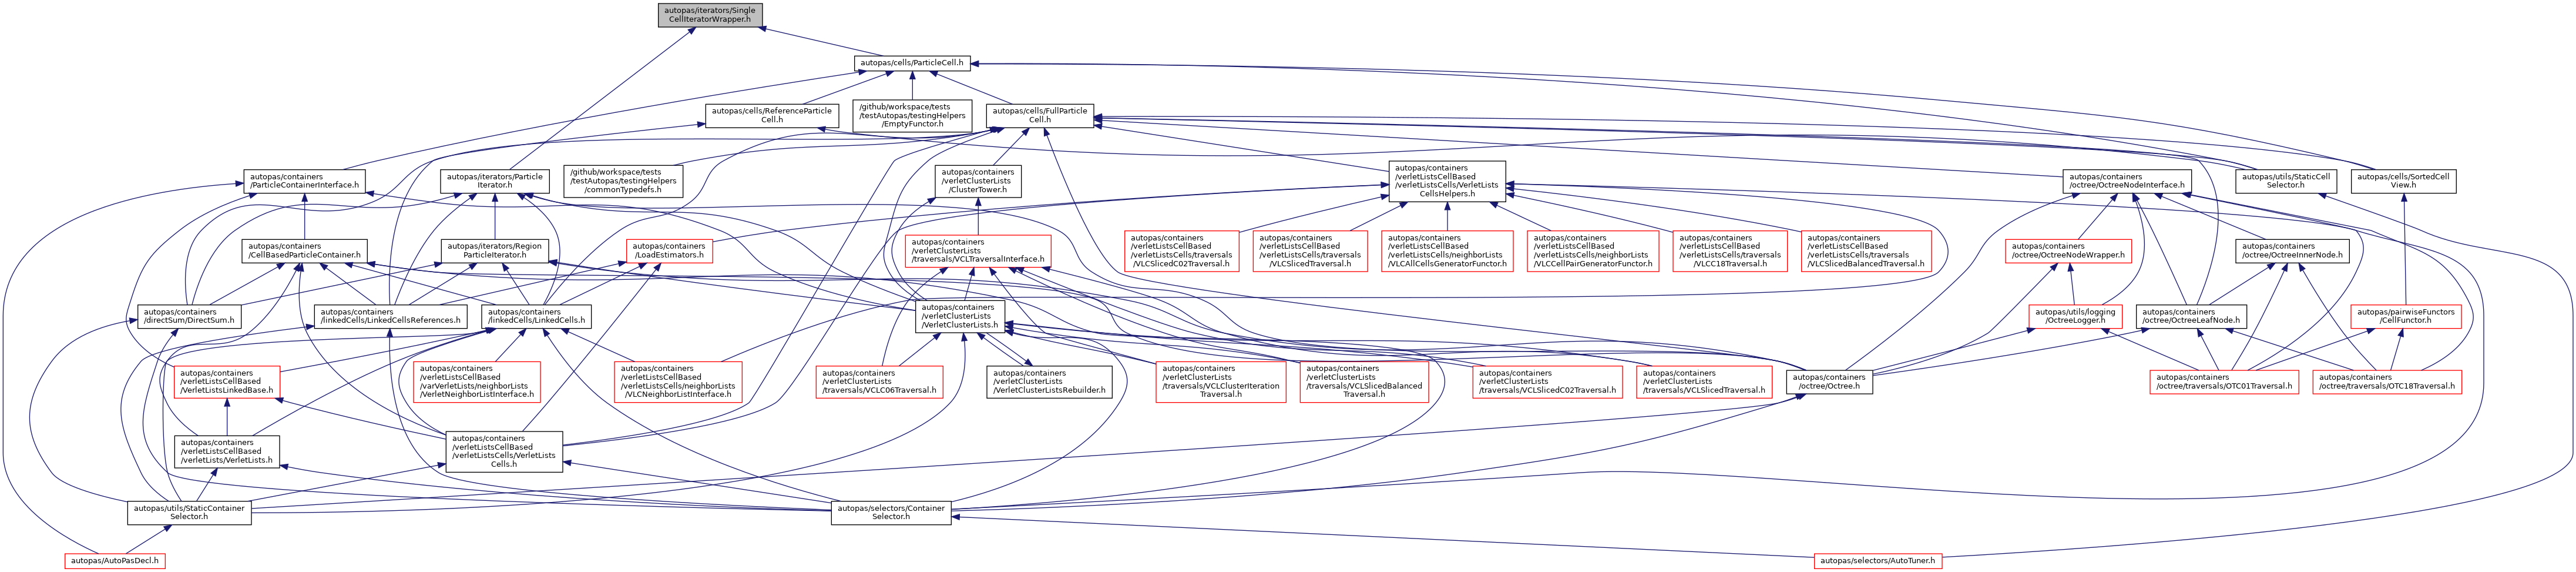 autopas/iterators/Single
CellIteratorWrapper.h
autopas/cells/ParticleCell.h
autopas/cells/ReferenceParticle
Cell.h
/github/workspace/tests
/testAutopas/testingHelpers
/EmptyFunctor.h
autopas/cells/FullParticle
Cell.h
autopas/containers
/ParticleContainerInterface.h
autopas/iterators/Particle
Iterator.h
/github/workspace/tests
/testAutopas/testingHelpers
/commonTypedefs.h
autopas/containers
/verletClusterLists
/ClusterTower.h
autopas/containers
/verletListsCellBased
/verletListsCells/VerletLists
CellsHelpers.h
autopas/containers
/octree/OctreeNodeInterface.h
autopas/utils/StaticCell
Selector.h
autopas/cells/SortedCell
View.h
autopas/containers
/CellBasedParticleContainer.h
autopas/iterators/Region
ParticleIterator.h
autopas/containers
/LoadEstimators.h
autopas/containers
/verletClusterLists
/traversals/VCLTraversalInterface.h
autopas/containers
/verletListsCellBased
/verletListsCells/traversals
/VLCSlicedC02Traversal.h
autopas/containers
/verletListsCellBased
/verletListsCells/traversals
/VLCSlicedTraversal.h
autopas/containers
/verletListsCellBased
/verletListsCells/neighborLists
/VLCAllCellsGeneratorFunctor.h
autopas/containers
/verletListsCellBased
/verletListsCells/neighborLists
/VLCCellPairGeneratorFunctor.h
autopas/containers
/verletListsCellBased
/verletListsCells/traversals
/VLCC18Traversal.h
autopas/containers
/verletListsCellBased
/verletListsCells/traversals
/VLCSlicedBalancedTraversal.h
autopas/containers
/octree/OctreeNodeWrapper.h
autopas/containers
/octree/OctreeInnerNode.h
autopas/containers
/directSum/DirectSum.h
autopas/containers
/linkedCells/LinkedCellsReferences.h
autopas/containers
/linkedCells/LinkedCells.h
autopas/containers
/verletClusterLists
/VerletClusterLists.h
autopas/utils/logging
/OctreeLogger.h
autopas/containers
/octree/OctreeLeafNode.h
autopas/pairwiseFunctors
/CellFunctor.h
autopas/containers
/verletListsCellBased
/VerletListsLinkedBase.h
autopas/containers
/verletListsCellBased
/varVerletLists/neighborLists
/VerletNeighborListInterface.h
autopas/containers
/verletListsCellBased
/verletListsCells/neighborLists
/VLCNeighborListInterface.h
autopas/containers
/verletClusterLists
/traversals/VCLC06Traversal.h
autopas/containers
/verletClusterLists
/VerletClusterListsRebuilder.h
autopas/containers
/verletClusterLists
/traversals/VCLClusterIteration
Traversal.h
autopas/containers
/verletClusterLists
/traversals/VCLSlicedBalanced
Traversal.h
autopas/containers
/verletClusterLists
/traversals/VCLSlicedC02Traversal.h
autopas/containers
/verletClusterLists
/traversals/VCLSlicedTraversal.h
autopas/containers
/octree/Octree.h
autopas/containers
/octree/traversals/OTC01Traversal.h
autopas/containers
/octree/traversals/OTC18Traversal.h
autopas/containers
/verletListsCellBased
/verletLists/VerletLists.h
autopas/containers
/verletListsCellBased
/verletListsCells/VerletLists
Cells.h
autopas/utils/StaticContainer
Selector.h
autopas/selectors/Container
Selector.h
autopas/AutoPasDecl.h
autopas/selectors/AutoTuner.h